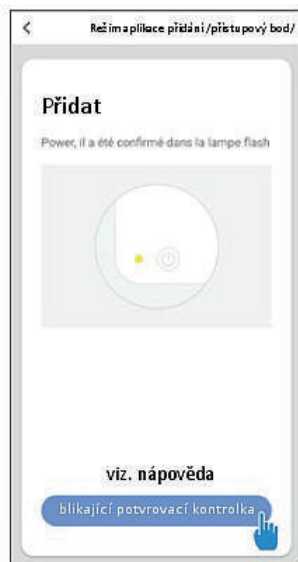 Režim aplikace přidání /přístupový bod/
Přidat
Power, il a été confirmé dans la lampe flash
viz. nápověda
blikající potvrovací kontrolka